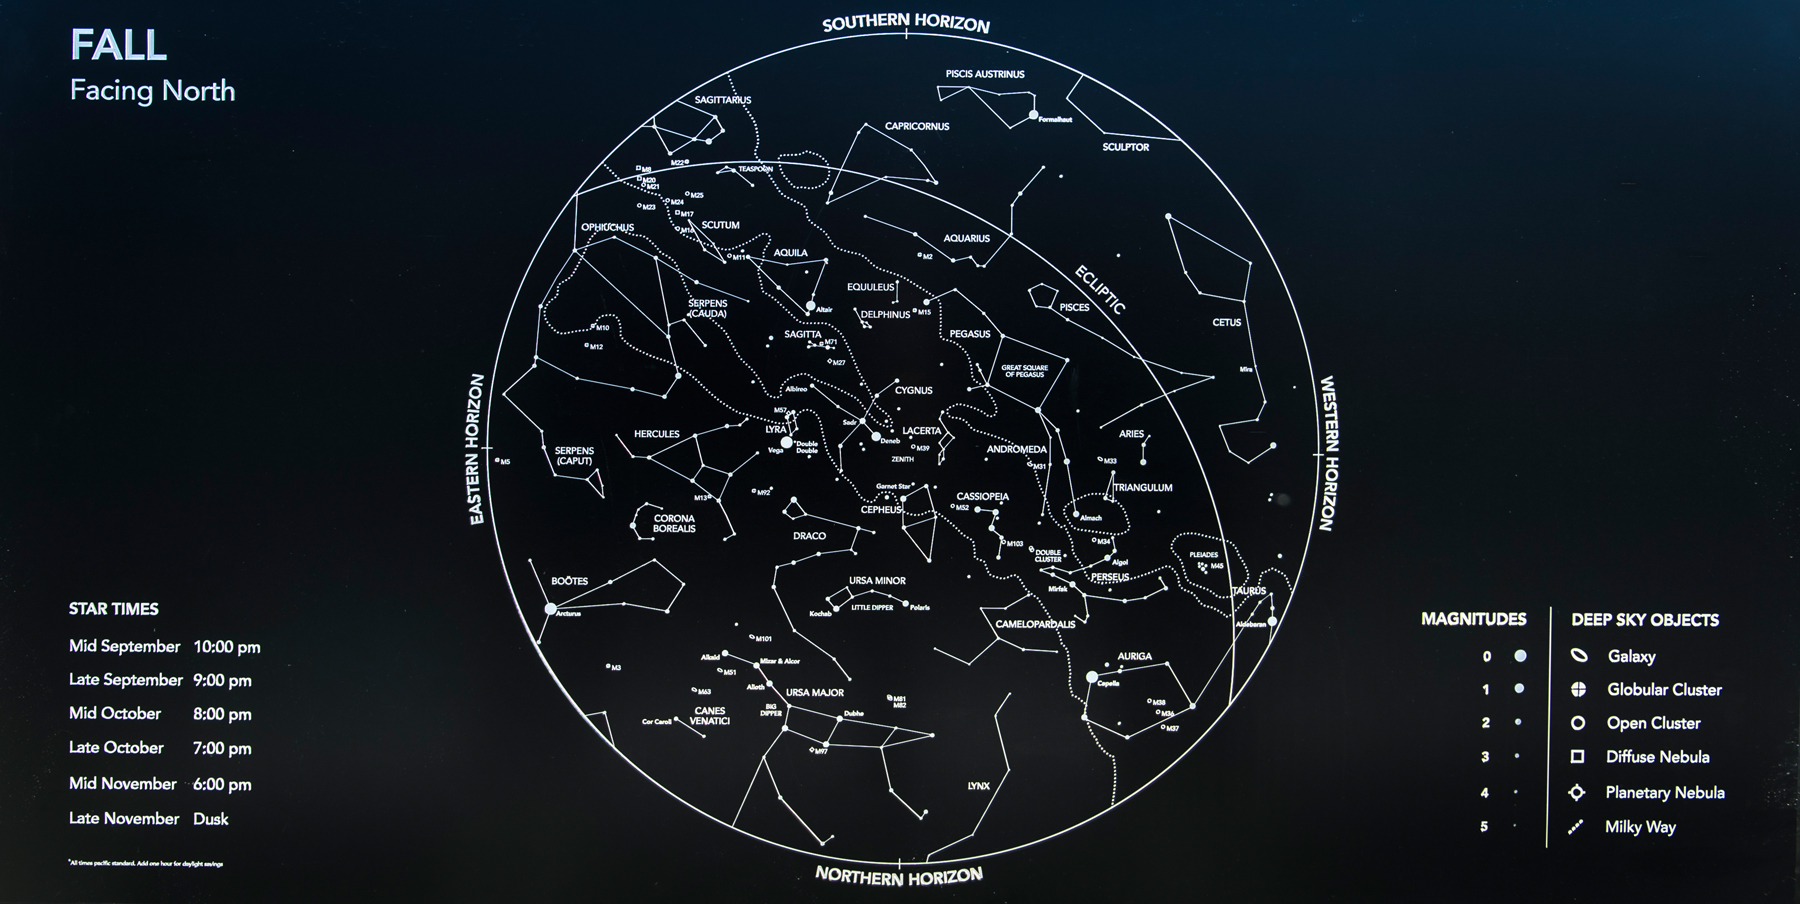 FALL
Facing North
SOUTHERN HORIZON
PISCIS AUSTRINUS
SAGITTARIUS
Formalhaut
CAPRICORNUS
SCULPTOR
M22
M8
TEASPOON
M20
M21
M25
M24
M23
M17
M16
SCUTUM
OPHIUCHUS
AQUARIUS
M11
AQUILA
M2
ECLIPTIC
EQUULEUS
SERPENS
(CAUDA)
Altair
DELPHINUS
M15
PISCES
CETUS
M10
M12
SAGITTA
M71
M27
PEGASUS
GREAT SQUARE
OF PEGASUS
Mira
Albireo
CYGNUS
M57
Sadr
LYRA
Deneb
LACERTA
HERCULES
Vega
Double
Double
M39
ZENITH
ANDROMEDA
ARIES
EASTERN HORIZON
WESTERN HORIZON
M5
SERPENS
(CAPUT)
M31
M33
M13
M92
Garnet Star
CEPHEUS
CASSIOPEIA
M52
TRIANGULUM
CORONA
BOREALIS
Almach
DRACO
M103
DOUBLE
CLUSTER
M34
Algol
PLEIADES
M45
BOÖTES
Arcturus
URSA MINOR
Kochab
LITTLE DIPPER
Polaris
Mirfak
PERSEUS
TAURUS
Aldebaran
CAMELOPARDALIS
M101
Alkaid
Mizar & Alcor
M51
M3
Alioth
M63
URSA MAJOR
M81
M82
AURIGA
Capella
M38
M36
M37
CANES
VENATICI
Cor Caroli
BIG
DIPPER
Dubhe
M97
LYNX
NORTHERN HORIZON
STAR TIMES
Mid September 10:00 pm
Late September 9:00 pm
Mid October 8:00 pm
Late October 7:00 pm
Mid November 6:00 pm
Late November Dusk
*All times pacific standard. Add one hour for daylight savings
MAGNITUDES
0
1
2
3
4
5
DEEP SKY OBJECTS
Galaxy
Globular Cluster
Open Cluster
Diffuse Nebula
Planetary Nebula
Milky Way